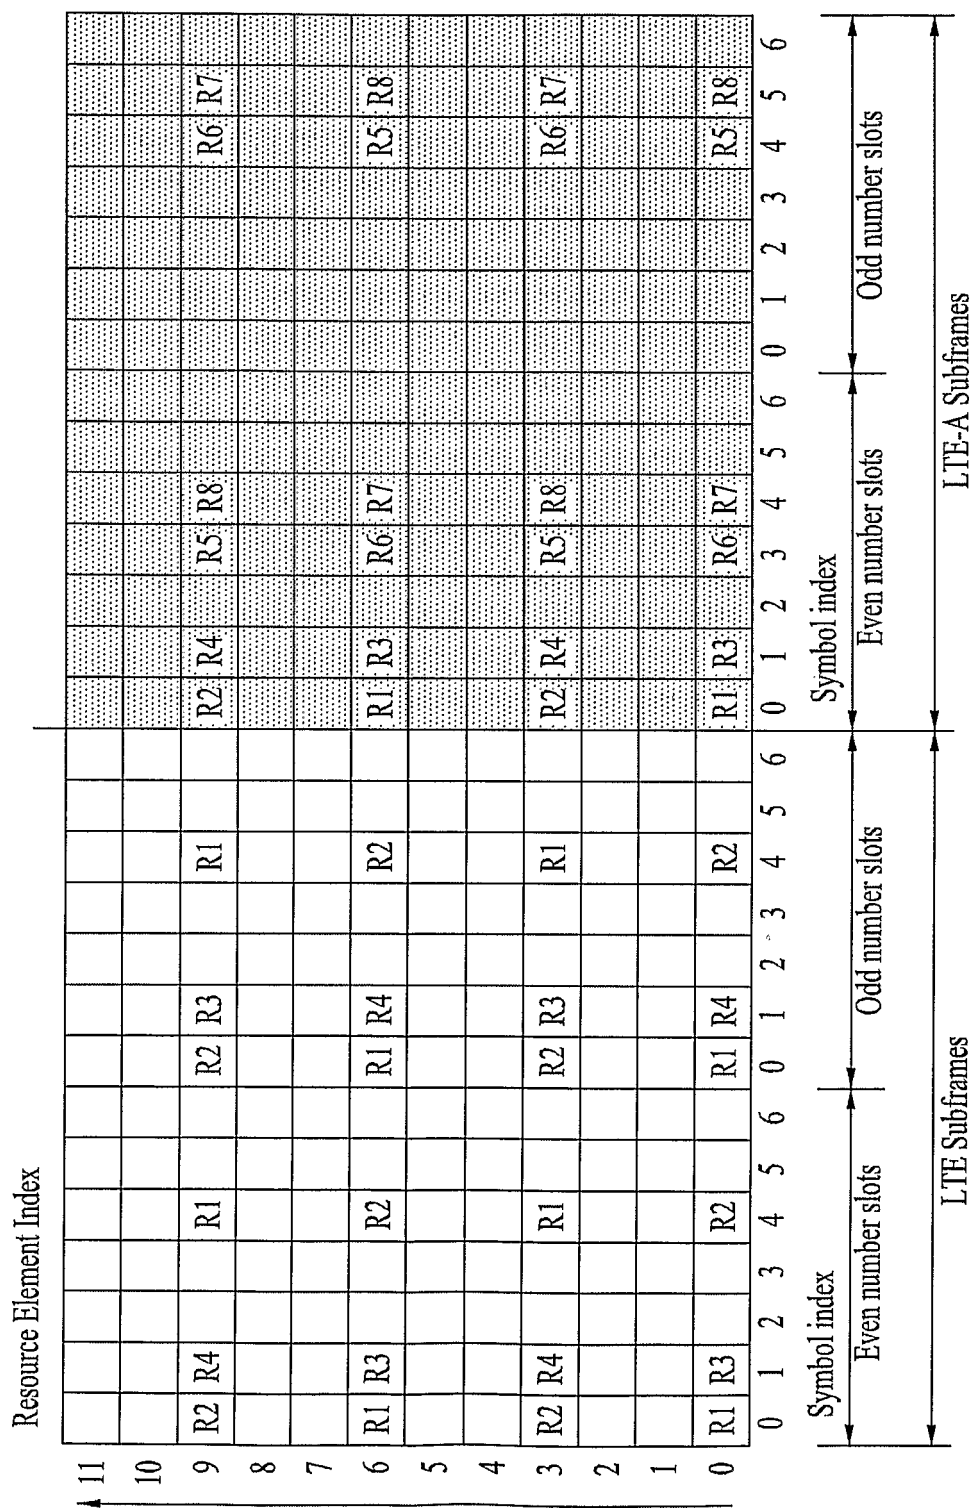 Resource Element Index
11
10
9 R2 R4 R1 R2 R3 R1 R2 R4 R5 R8 R6 R7
8
7
6 R1 R3 R2 R1 R4 R2 R1 R3 R6 R7 R5 R8
5
4
3 R2 R4 R1 R2 R3 R1 R2 R4 R5 R8 R6 R7
2
1
0 R1 R3 R2 R1 R4 R2 R1 R3 R6 R7 R5 R8
0 1 2 3 4 5 6 0 1 2 3 4 5 6 0 1 2 3 4 5 6 0 1 2 3 4 5 6
Symbol index Symbol index
Even number slots Odd number slots Even number slots Odd number slots
LTE Subframes LTE-A Subframes